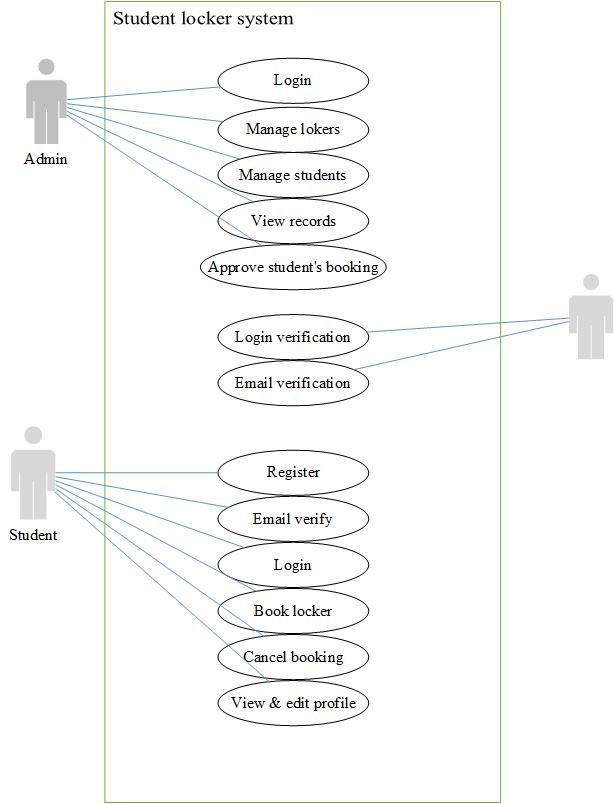 Student locker system
Login
Manage lokers
Admin
Manage students
View records
Approve student's booking
Login verification
Email verification
Register
Email verify
Student
Login
Book locker
Cancel booking
View & edit profile